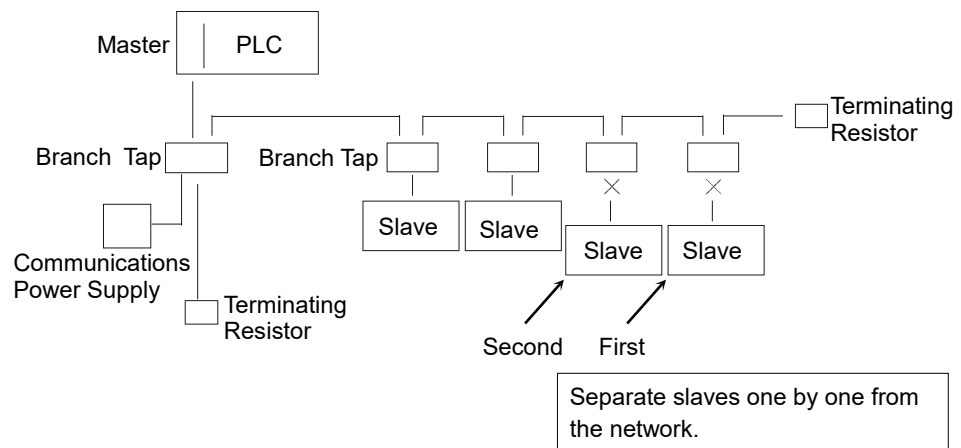 Master
PLC
Terminating
Resistor
Branch Tap
Branch Tap
Slave
Slave
Slave
Slave
Communications
Power Supply
Terminating
Resistor
Second
First
Separate slaves one by one from
the network.